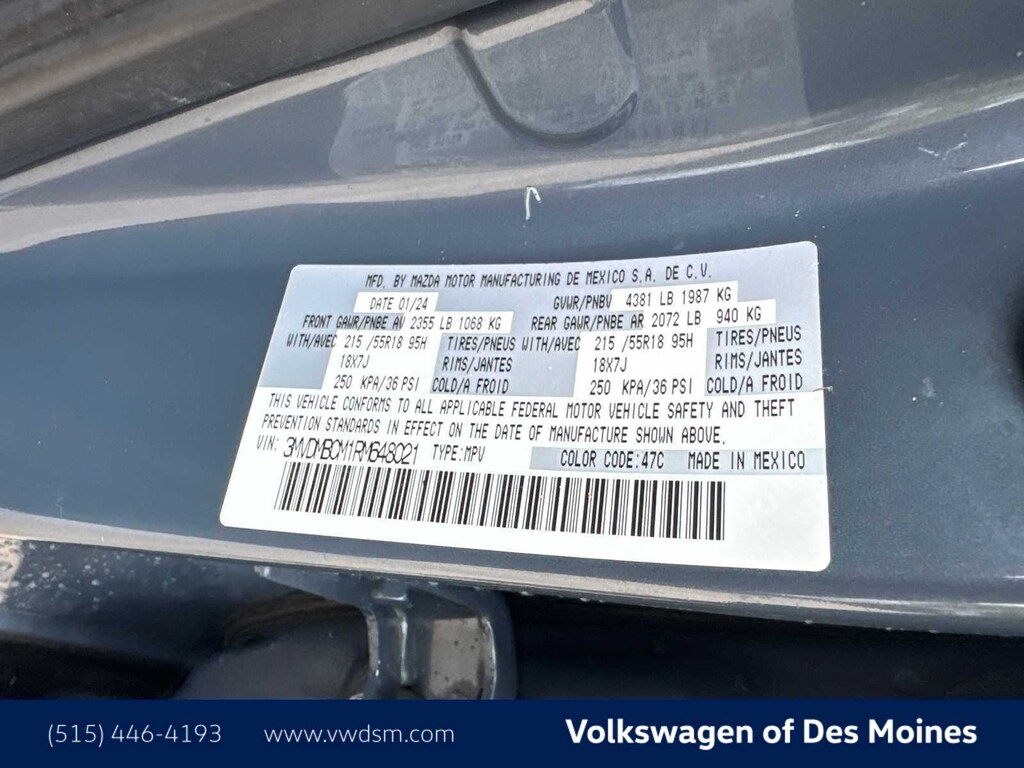 MFD. BY MAZDA MOTOR MANUFACTURING DE MEXICO S.A. DE C.V.
DATE 01/24 GVWR/PNBV 4381 LB 1987 KG
FRONT GAWR/PNBE AV 2355 LB 1068 KG REAR GAWR/PNBE AR 2072 LB 940 KG
WITH/AVEC 215 /55R18 95H TIRES/PNEUS WITH/AVEC 215 /55R18 95H TIRES/PNEUS
18X7J RIMS/JANTES 18X7J RIMS/JANTES
250 KPA/36 PSI COLD/A FROID 250 KPA/36 PSI COLD/A FROID
THIS VEHICLE CONFORMS TO ALL APPLICABLE FEDERAL MOTOR VEHICLE SAFETY AND THEFT
PREVENTION STANDARDS IN EFFECT ON THE DATE OF MANUFACTURE SHOWN ABOVE.
VIN: 3MVDMBCM1RM648021 TYPE:MPV COLOR CODE:47C MADE IN MEXICO
(515) 446-4193 www.vwdsm.com Volkswagen of Des Moines